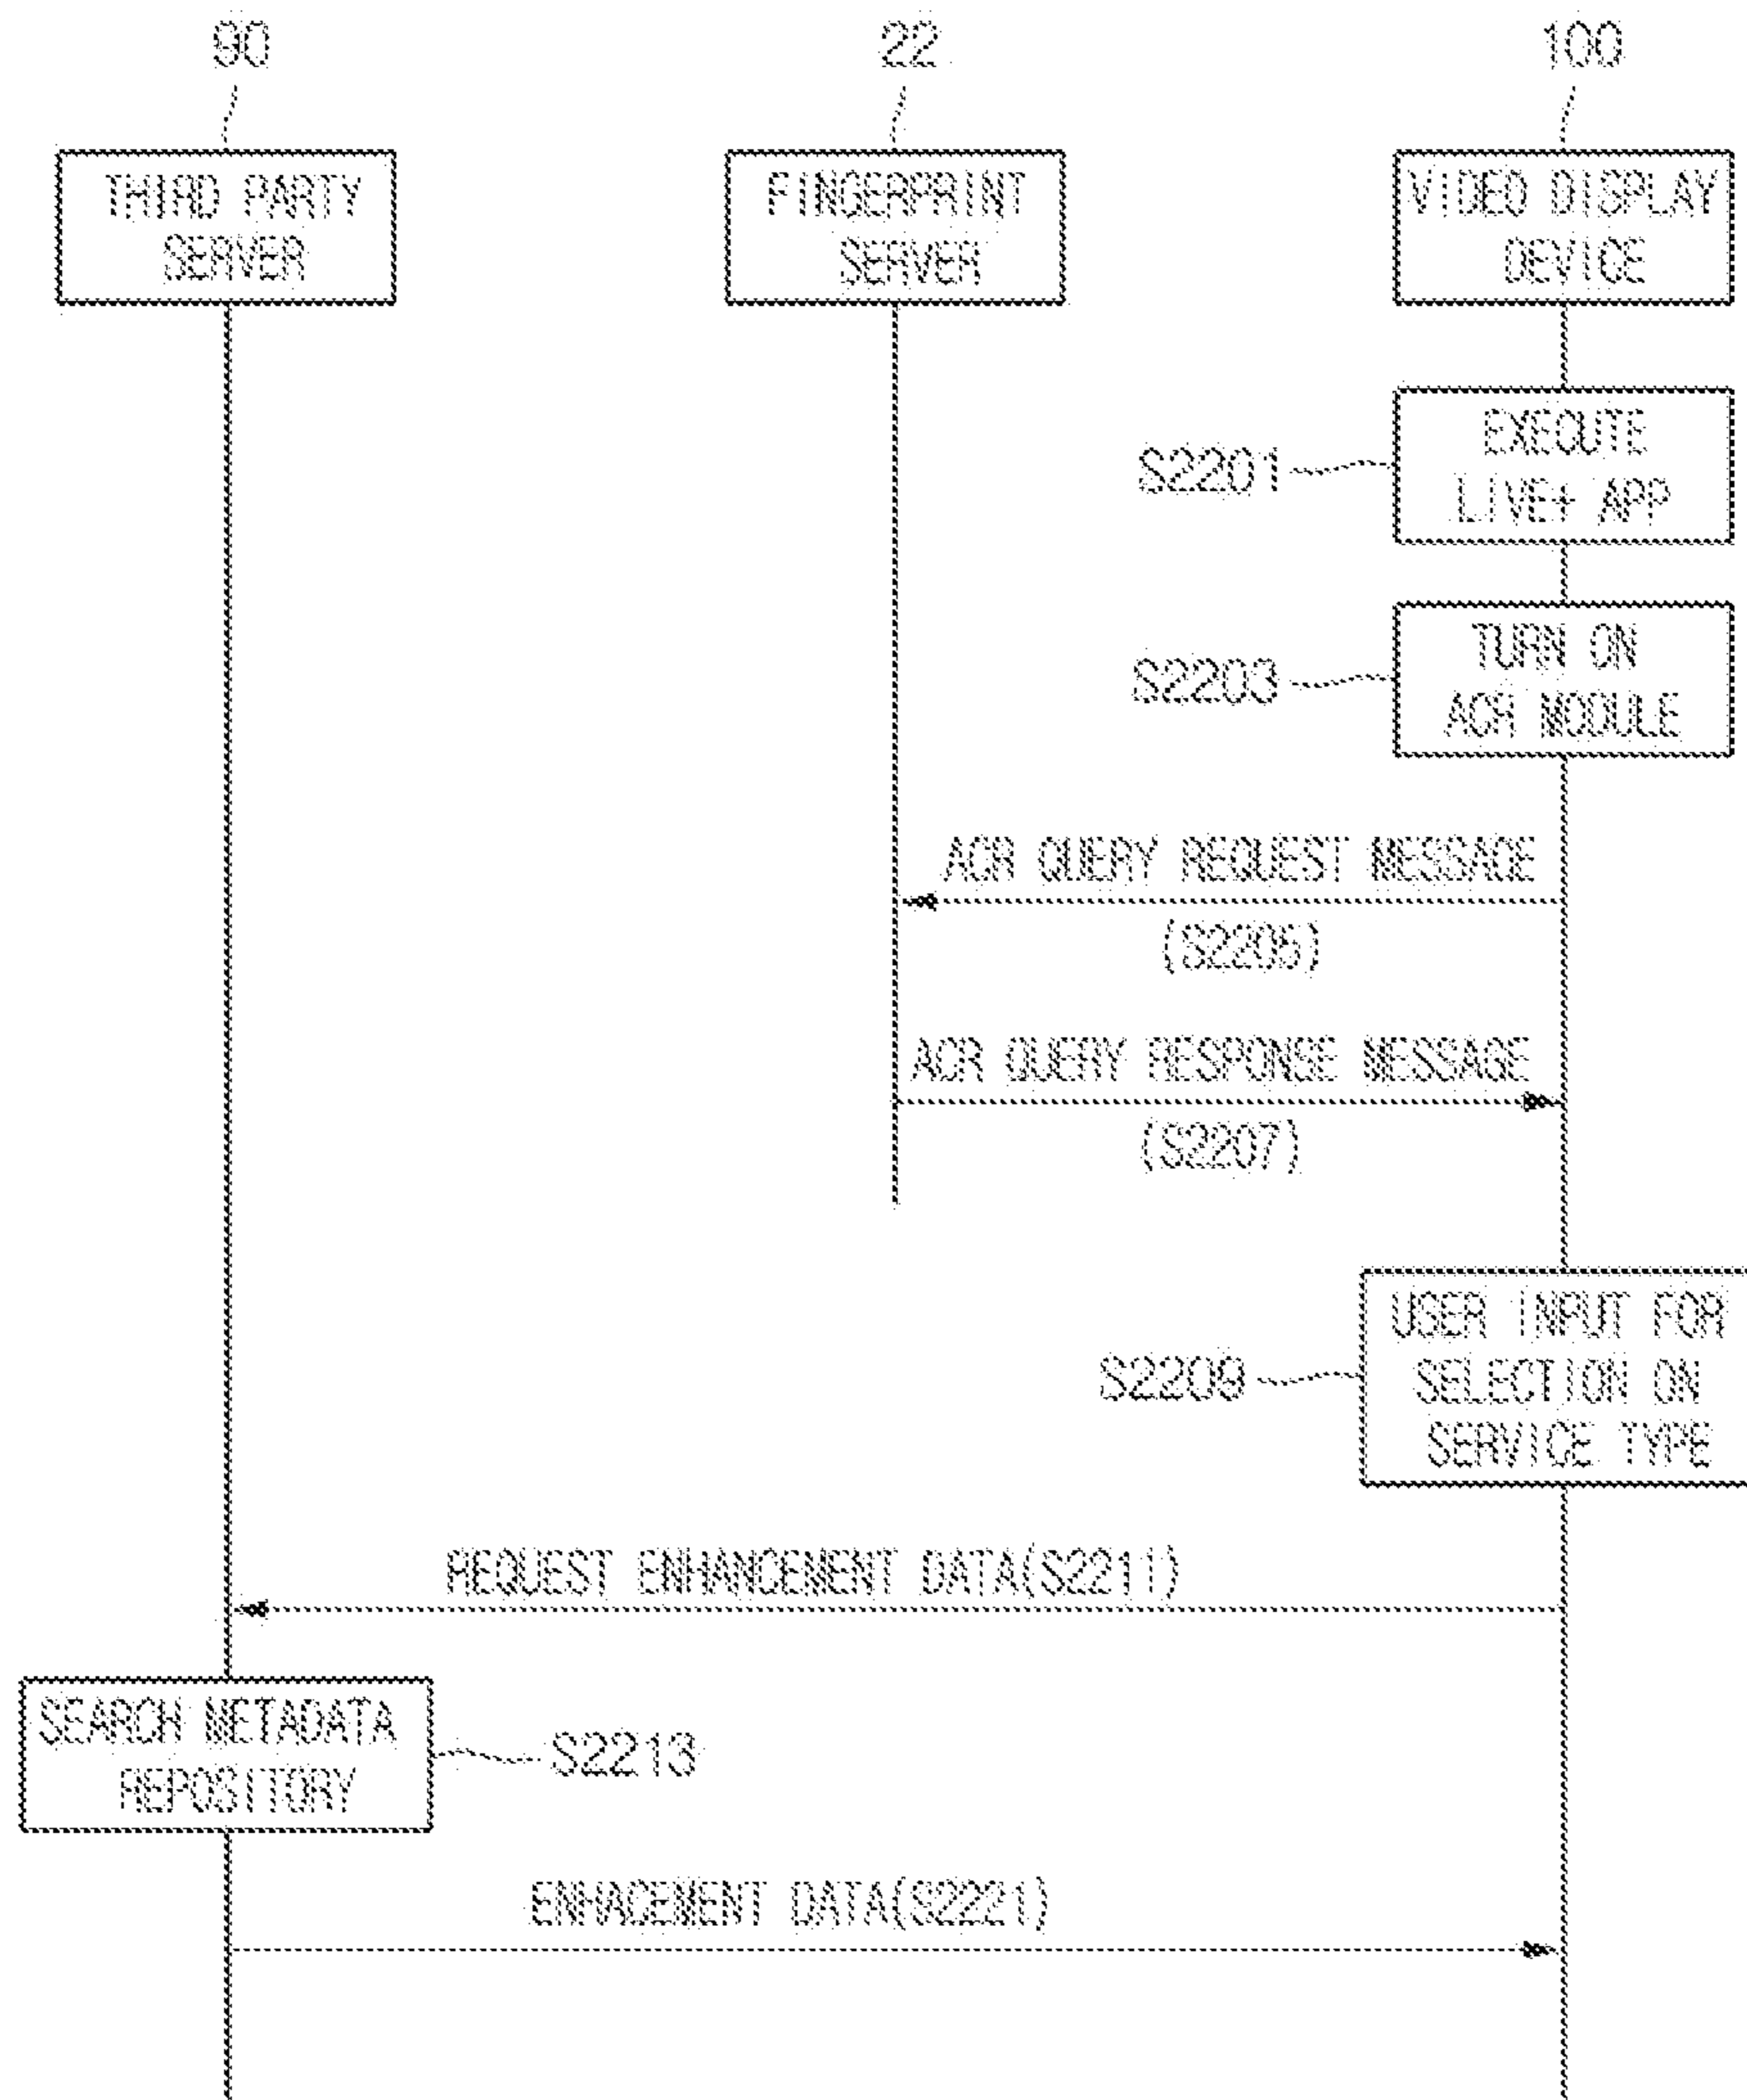 90
22
100
THIRD PARTY
SERVER
FINGERPRINT
SERVER
VIDEO DISPLAY
DEVICE
S2201
EXECUTE
LIVE+ APP
S2203
TURN ON
ACR MODULE
ACR QUERY REQUEST MESSAGE
(S2205)
ACR QUERY RESPONSE MESSAGE
(S2207)
S2209
USER INPUT FOR
SELECTION ON
SERVICE TYPE
REQUEST ENHANCEMENT DATA(S2211)
SEARCH METADATA
REPOSITORY
S2213
ENHACEMENT DATA(S2221)